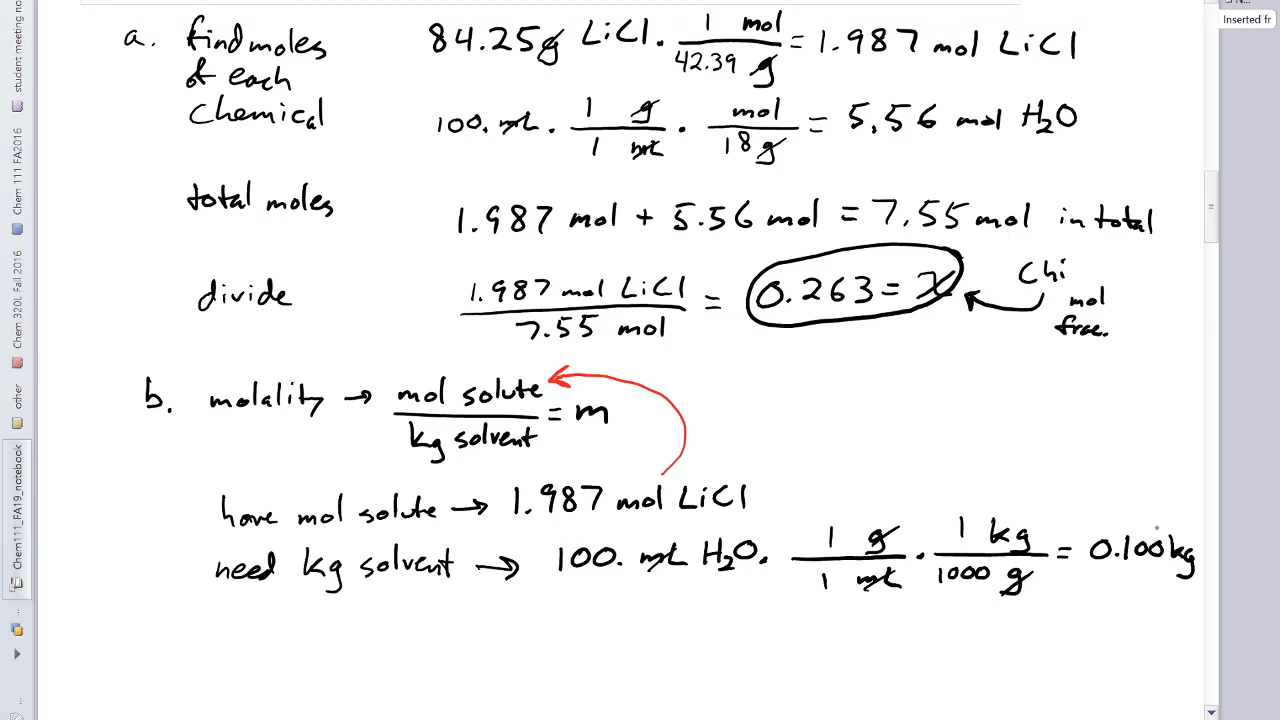 Inserted fr
student meeting no
Chem 111 FA2016
Chem 320L Fall 2016
other
Chem111_FA19_notebook
a. find moles of each chemical
84.25g LiCl · 1 mol / 42.39 g = 1.987 mol LiCl
100. mL · 1 g / 1 mL · mol / 18 g = 5.56 mol H₂O
total moles 1.987 mol + 5.56 mol = 7.55 mol in total
divide 1.987 mol LiCl / 7.55 mol = 0.263 = χ
Chi
mol
frac.
b. molality → mol solute / kg solvent = m
have mol solute → 1.987 mol LiCl
need kg solvent → 100. mL H₂O · 1 g / 1 mL · 1 kg / 1000 g = 0.100 kg